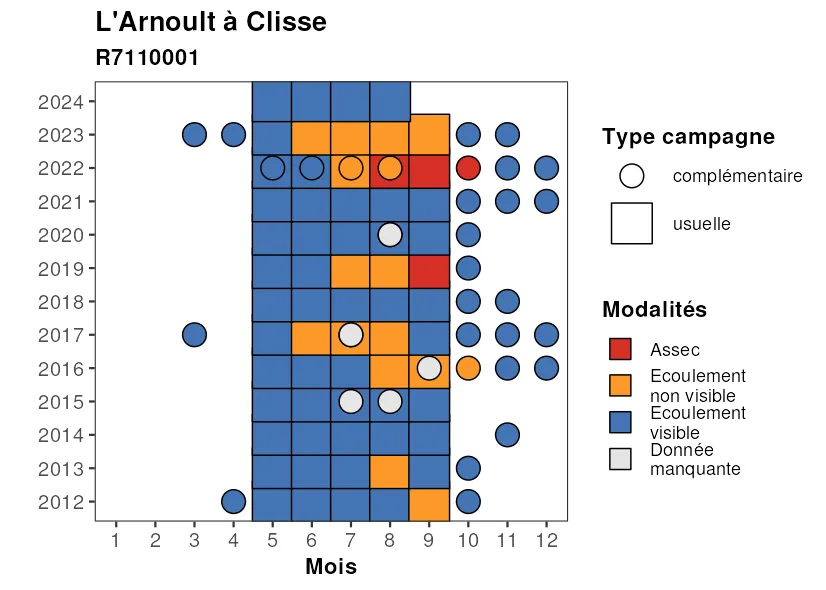 L'Arnoult à Clisse
R7110001
2024
2023
2022
2021
2020
2019
2018
2017
2016
2015
2014
2013
2012
1 2 3 4 5 6 7 8 9 10 11 12
Mois
Type campagne
complémentaire
usuelle
Modalités
Assec
Ecoulement
non visible
Ecoulement
visible
Donnée
manquante